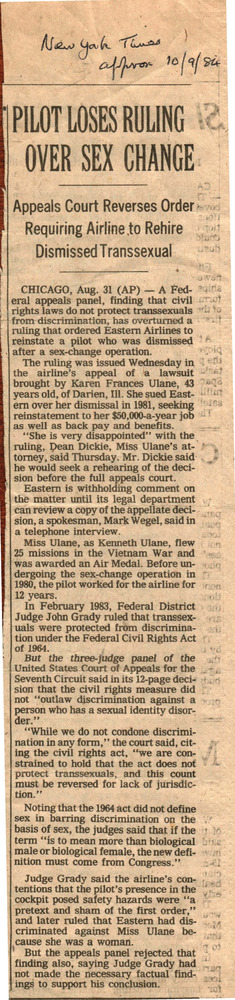 New York Times
approx 10/9/84
PILOT LOSES RULING
OVER SEX CHANGE
Appeals Court Reverses Order
Requiring Airline to Rehire
Dismissed Transsexual
CHICAGO, Aug. 31 (AP) — A Fed-
eral appeals panel, finding that civil
rights laws do not protect transsexuals
from discrimination, has overturned a
ruling that ordered Eastern Airlines to
reinstate a pilot who was dismissed
after a sex-change operation.
The ruling was issued Wednesday in
the airline's appeal of a lawsuit
brought by Karen Frances Ulane, 43
years old, of Darien, Ill. She sued East-
ern over her dismissal in 1981, seeking
reinstatement to her $50,000-a-year job
as well as back pay and benefits.
"She is very disappointed" with the
ruling, Dean Dickie, Miss Ulane's at-
torney, said Thursday. Mr. Dickie said
he would seek a rehearing of the deci-
sion before the full appeals court.
Eastern is withholding comment on
the matter until its legal department
can review a copy of the appellate deci-
sion, a spokesman, Mark Wegel, said in
a telephone interview.
Miss Ulane, as Kenneth Ulane, flew
25 missions in the Vietnam War and
was awarded an Air Medal. Before un-
dergoing the sex-change operation in
1980, the pilot worked for the airline for
12 years.
In February 1983, Federal District
Judge John Grady ruled that transsex-
uals were protected from discrimina-
tion under the Federal Civil Rights Act
of 1964.
But the three-judge panel of the
United States Court of Appeals for the
Seventh Circuit said in its 12-page deci-
sion that the civil rights measure did
not "outlaw discrimination against a
person who has a sexual identity disor-
der."
"While we do not condone discrimi-
nation in any form," the court said, cit-
ing the civil rights act, "we are con-
strained to hold that the act does not
protect transsexuals, and this count
must be reversed for lack of jurisdic-
tion."
Noting that the 1964 act did not define
sex in barring discrimination on the
basis of sex, the judges said that if the
term "is to mean more than biological
male or biological female, the new defi-
nition must come from Congress."
Judge Grady said the airline's con-
tentions that the pilot's presence in the
cockpit posed safety hazards were "a
pretext and sham of the first order,"
and later ruled that Eastern had dis-
criminated against Miss Ulane be-
cause she was a woman.
But the appeals panel rejected that
finding also, saying Judge Grady had
not made the necessary factual find-
ings to support his conclusion.